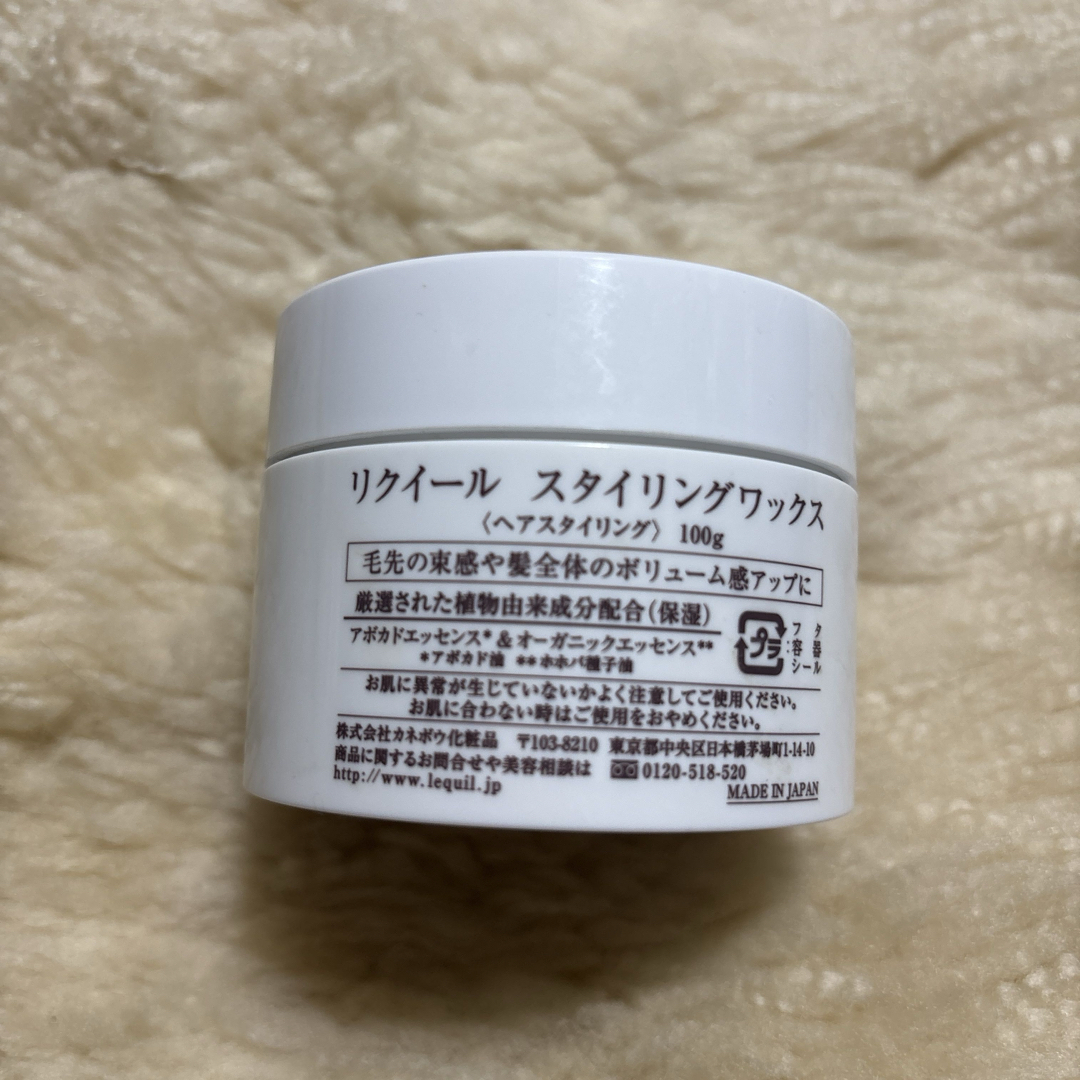 リクイール　スタイリングワックス
〈ヘアスタイリング〉 100g
毛先の束感や髪全体のボリューム感アップに
厳選された植物由来成分配合(保湿)
アボカドエッセンス* & オーガニックエッセンス**
*アボカド油 **ホホバ種子油
プラ
フタ
:容器
シール
お肌に異常が生じていないかよく注意してご使用ください。
お肌に合わない時はご使用をおやめください。
株式会社カネボウ化粧品　〒103-8210　東京都中央区日本橋茅場町1-14-10
商品に関するお問合せや美容相談は 0120-518-520
http://www.lequil.jp
MADE IN JAPAN